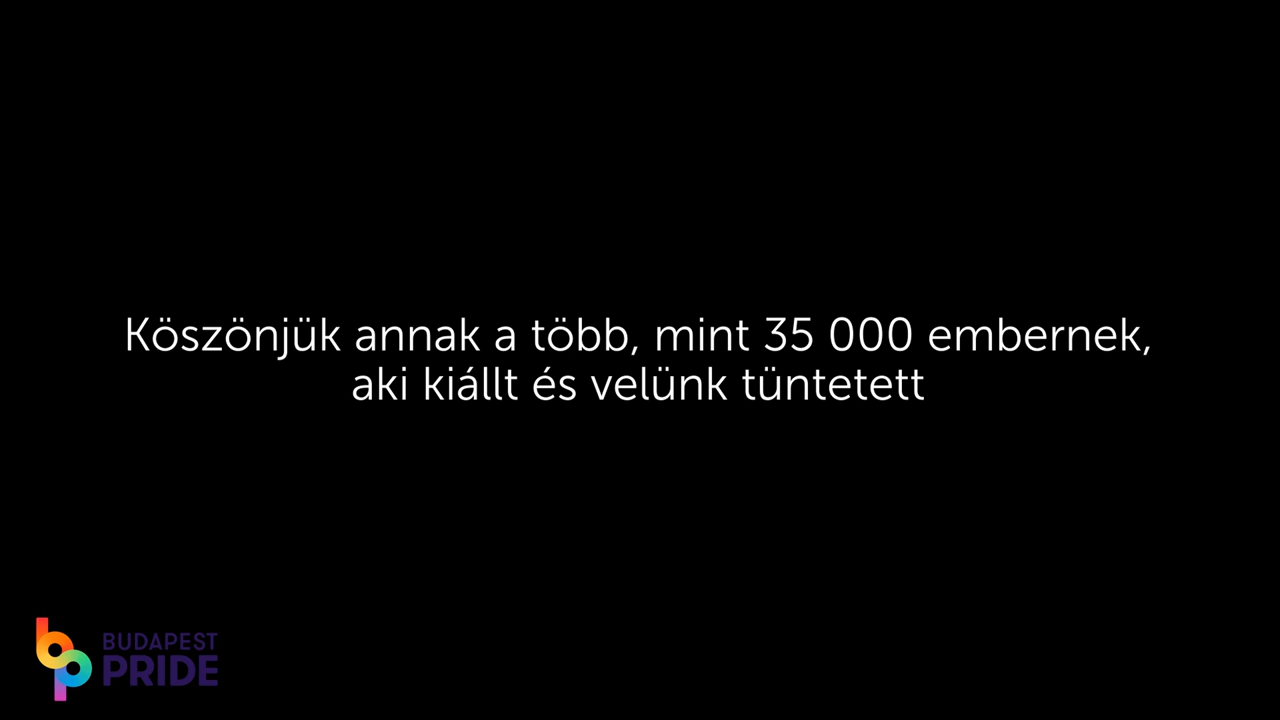 Köszönjük annak a több, mint 35 000 embernek,
aki kiállt és velünk tüntetett
BUDAPEST
PRIDE